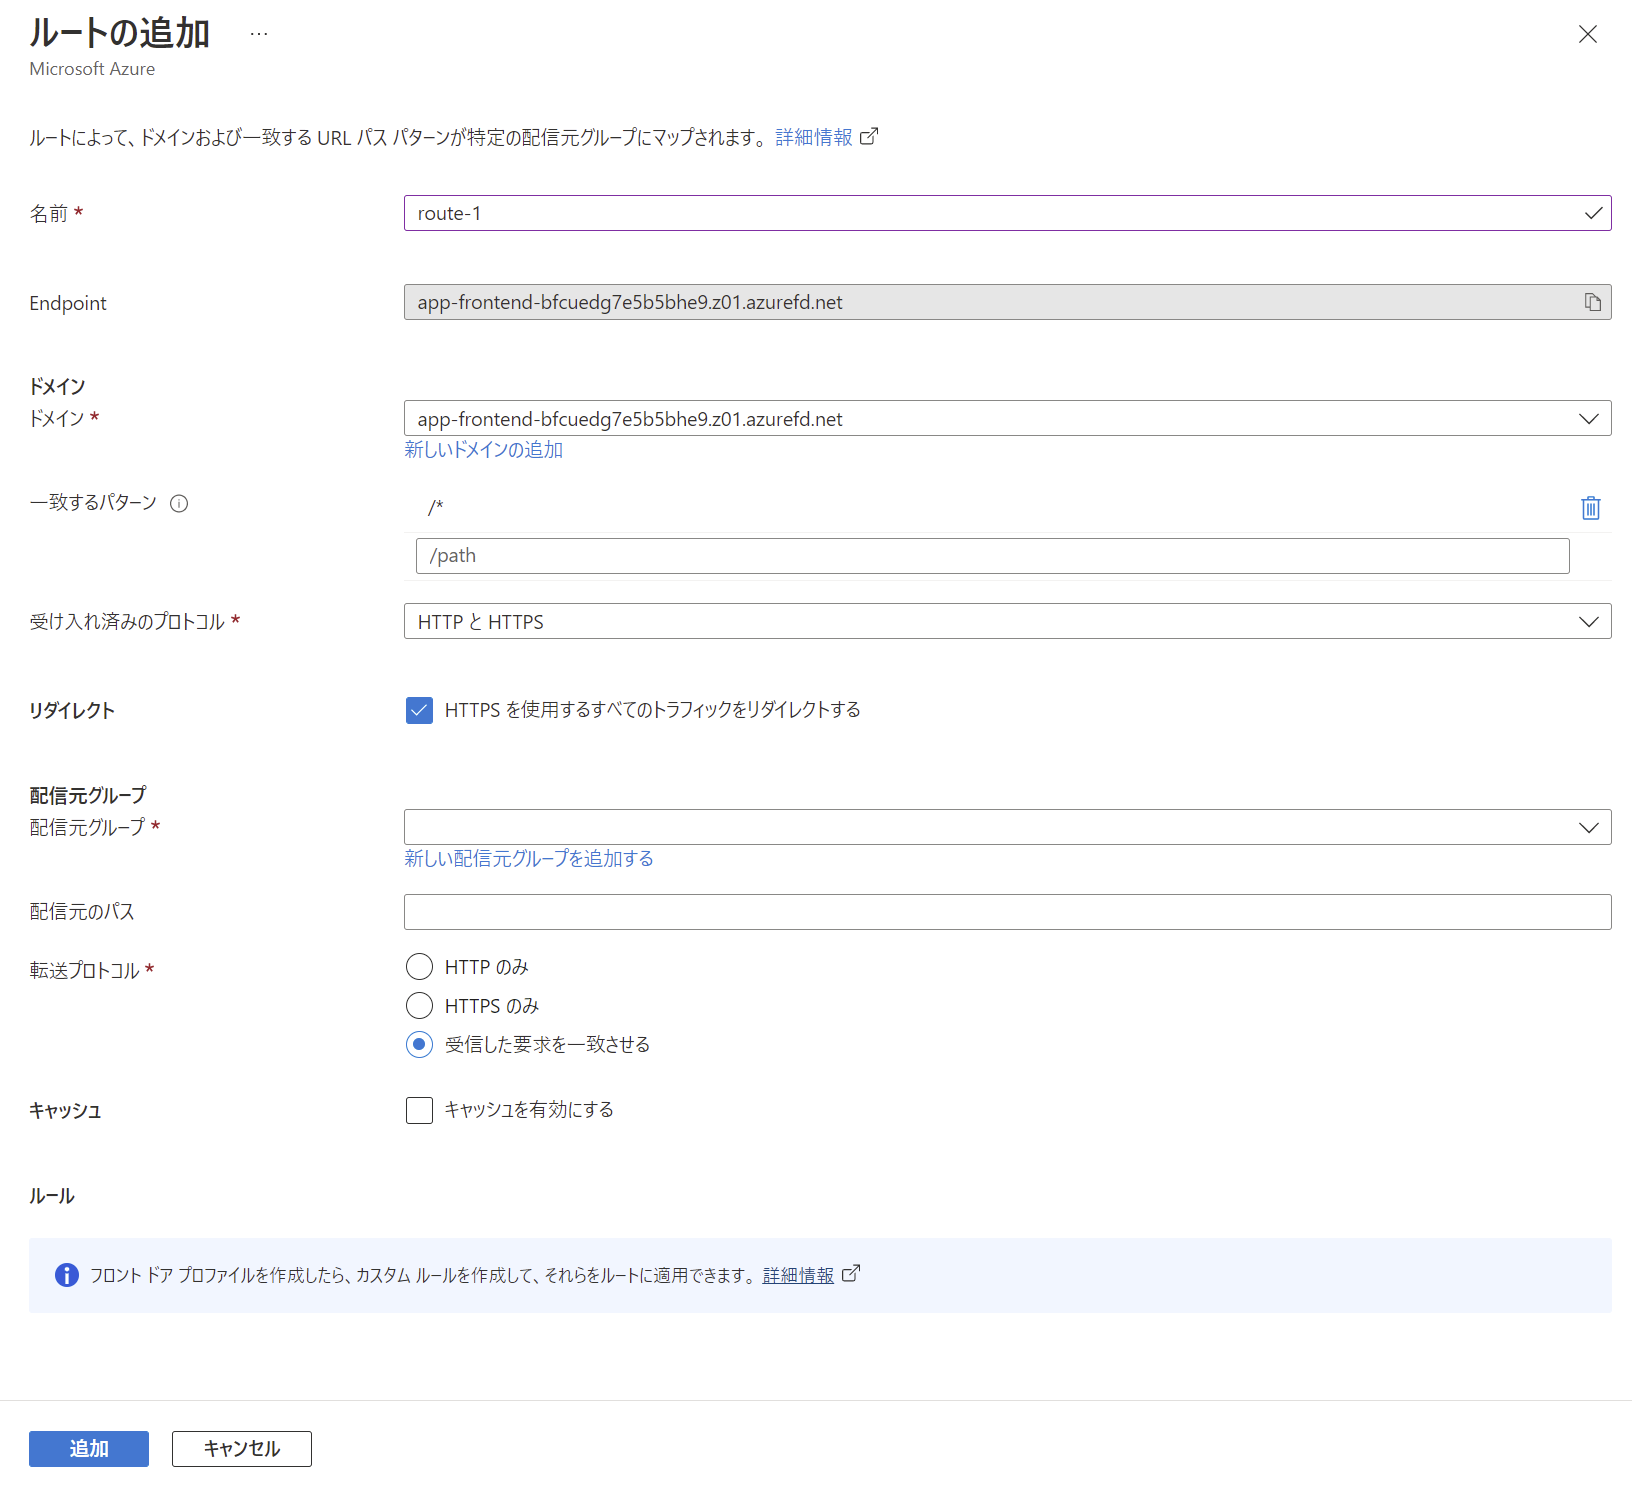 ルートの追加 …
Microsoft Azure
ルートによって、ドメインおよび一致する URL パス パターンが特定の配信元グループにマップされます。 詳細情報
名前 * route-1
Endpoint app-frontend-bfcuedg7e5b5bhe9.z01.azurefd.net
ドメイン
ドメイン * app-frontend-bfcuedg7e5b5bhe9.z01.azurefd.net
新しいドメインの追加
一致するパターン /*
/path
受け入れ済みのプロトコル * HTTP と HTTPS
リダイレクト HTTPS を使用するすべてのトラフィックをリダイレクトする
配信元グループ
配信元グループ *
新しい配信元グループを追加する
配信元のパス
転送プロトコル * HTTP のみ
HTTPS のみ
受信した要求を一致させる
キャッシュ キャッシュを有効にする
ルール
フロント ドア プロファイルを作成したら、カスタム ルールを作成して、それらをルートに適用できます。 詳細情報
追加 キャンセル